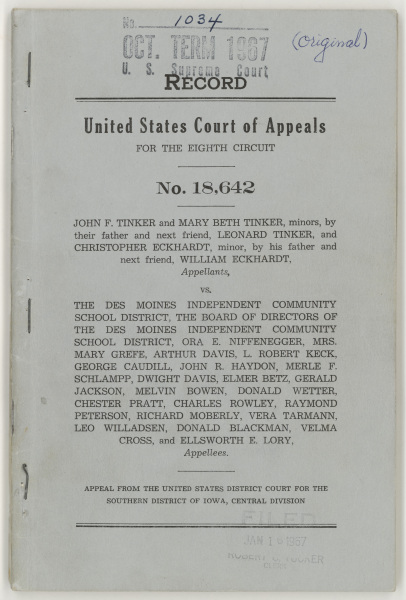 No. 1034
OCT. TERM 1967
(Original)
U. S. Supreme Court
RECORD
United States Court of Appeals
FOR THE EIGHTH CIRCUIT
No. 18,642
JOHN F. TINKER and MARY BETH TINKER, minors, by
their father and next friend, LEONARD TINKER, and
CHRISTOPHER ECKHARDT, minor, by his father and
next friend, WILLIAM ECKHARDT,
Appellants,
vs.
THE DES MOINES INDEPENDENT COMMUNITY
SCHOOL DISTRICT, THE BOARD OF DIRECTORS OF
THE DES MOINES INDEPENDENT COMMUNITY
SCHOOL DISTRICT, ORA E. NIFFENEGGER, MRS.
MARY GREFE, ARTHUR DAVIS, L. ROBERT KECK,
GEORGE CAUDILL, JOHN R. HAYDON, MERLE F.
SCHLAMPP, DWIGHT DAVIS, ELMER BETZ, GERALD
JACKSON, MELVIN BOWEN, DONALD WETTER,
CHESTER PRATT, CHARLES ROWLEY, RAYMOND
PETERSON, RICHARD MOBERLY, VERA TARMANN,
LEO WILLADSEN, DONALD BLACKMAN, VELMA
CROSS, and ELLSWORTH E. LORY,
Appellees.
APPEAL FROM THE UNITED STATES DISTRICT COURT FOR THE
SOUTHERN DISTRICT OF IOWA, CENTRAL DIVISION
FILED
JAN 1 1967